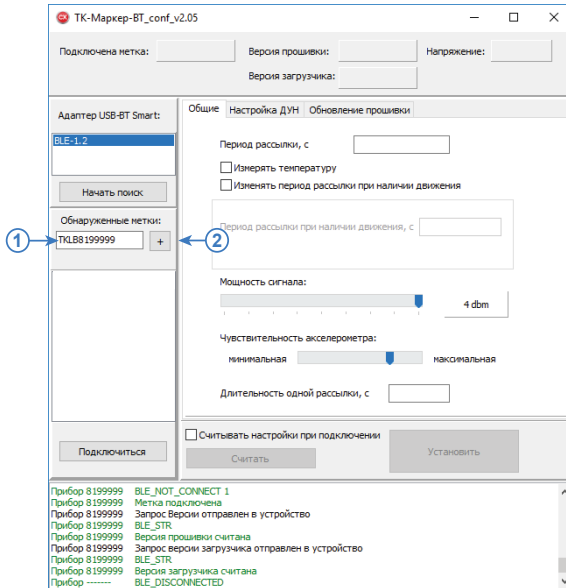 ТК-Маркер-BT_conf_v2.05
Подключена метка:
Версия прошивки:
Напряжение:
Версия загрузчика:
Адаптер USB-BT Smart:
BLE-1.2
Начать поиск
Обнаруженные метки:
1
TKLB8199999
+
2
Подключиться
Общие
Настройка ДУН
Обновление прошивки
Период рассылки, с
Измерять температуру
Изменять период рассылки при наличии движения
Период рассылки при наличии движения, с
Мощность сигнала:
4 dbm
Чувствительность акселерометра:
минимальная
максимальная
Длительность одной рассылки, с
Считывать настройки при подключении
Считать
Установить
Прибор 8199999 BLE_NOT_CONNECT 1
Прибор 8199999 Метка подключена
Прибор 8199999 Запрос Версии отправлен в устройство
Прибор 8199999 BLE_STR
Прибор 8199999 Версия прошивки считана
Прибор 8199999 Запрос версии загрузчика отправлен в устройство
Прибор 8199999 BLE_STR
Прибор 8199999 Версия загрузчика считана
Прибор ------- BLE_DISCONNECTED